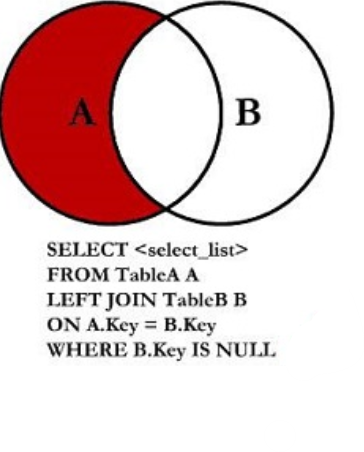 A B
SELECT <select_list>
FROM TableA A
LEFT JOIN TableB B
ON A.Key = B.Key
WHERE B.Key IS NULL